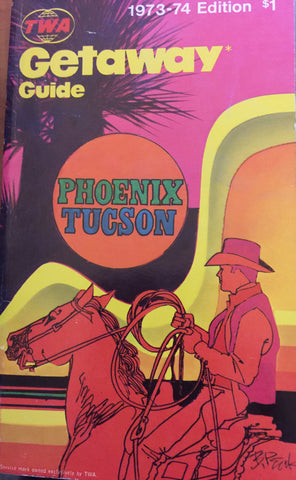 TWA
1973-74 Edition $1
Getaway*
Guide
PHOENIX
TUCSON
Service mark owned exclusively by TWA